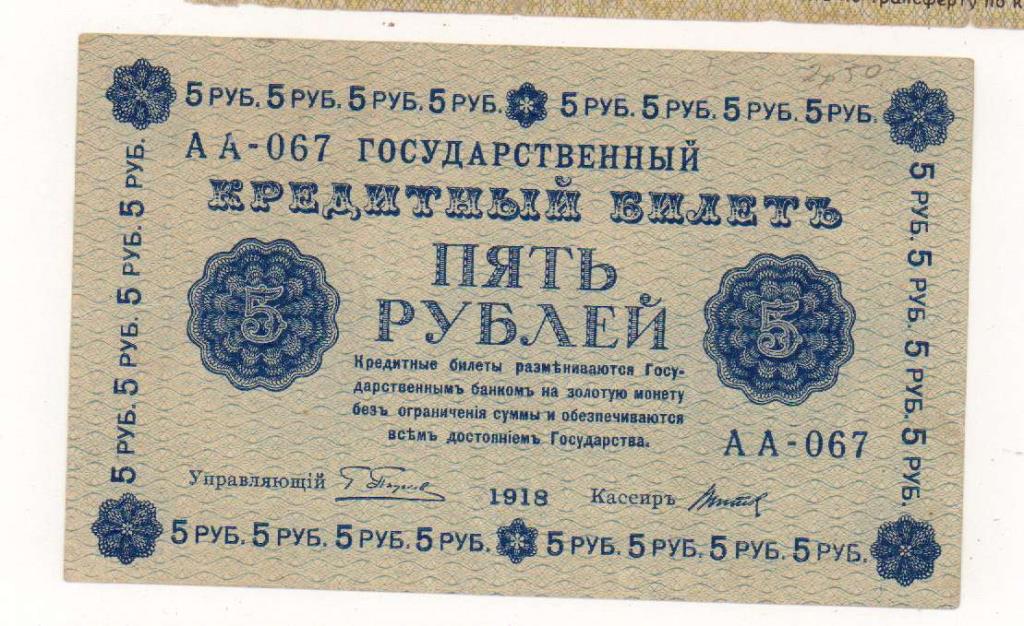 по трансферту по к
5 РУБ. 5 РУБ. 5 РУБ. 5 РУБ. 5 РУБ. 5 РУБ. 5 РУБ. 5 РУБ.
АА-067 ГОСУДАРСТВЕННЫЙ
КРЕДИТНЫЙ БИЛЕТЪ
ПЯТЬ
РУБЛЕЙ
5
5
Кредитные билеты размѣниваются Госу-
дарственнымъ банкомъ на золотую монету
безъ ограниченія суммы и обезпечиваются
всѣмъ достояніемъ Государства.
АА-067
Управляющій
1918 Кассиръ
5 РУБ. 5 РУБ. 5 РУБ. 5 РУБ. 5 РУБ. 5 РУБ. 5 РУБ. 5 РУБ.
5 РУБ. 5 РУБ. 5 РУБ. 5 РУБ.
5 РУБ. 5 РУБ. 5 РУБ. 5 РУБ.